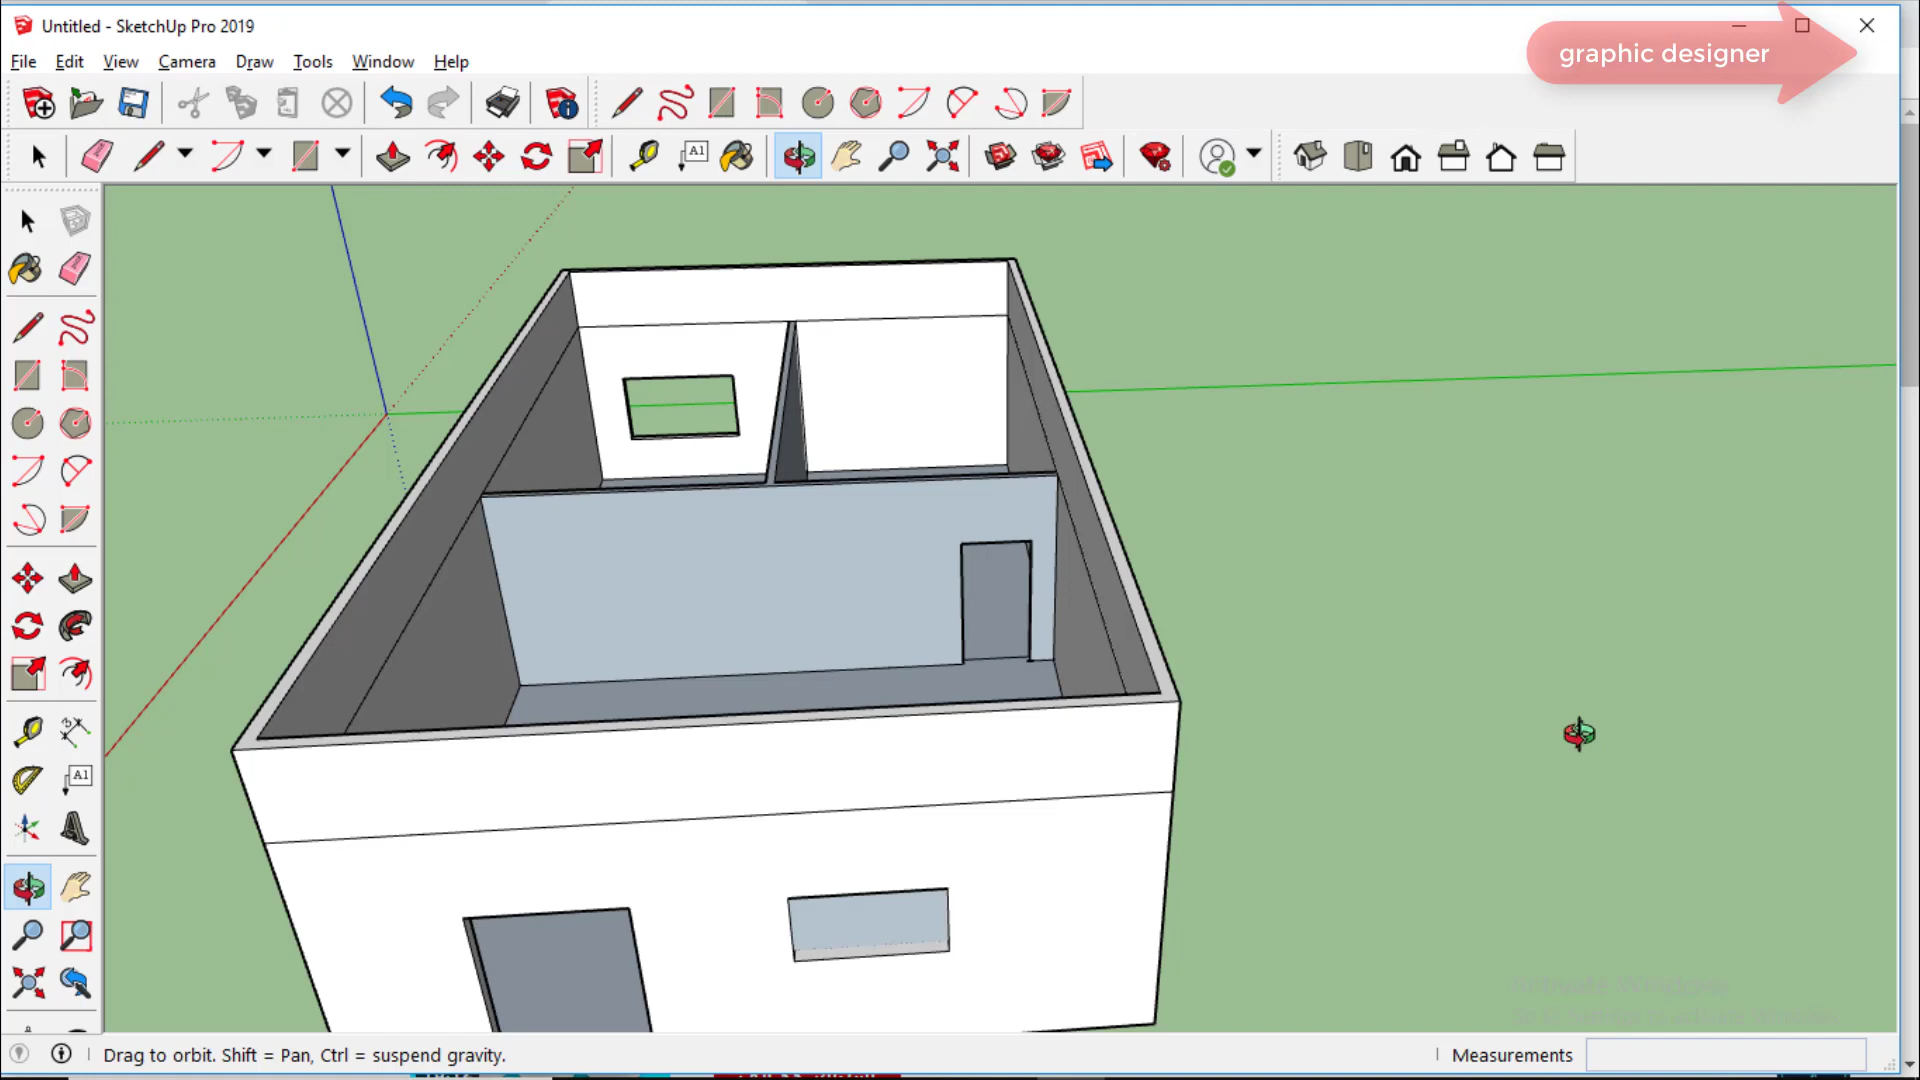 Untitled - SketchUp Pro 2019
graphic designer
File Edit View Camera Draw Tools Window Help
A1
A1
Drag to orbit. Shift = Pan, Ctrl = suspend gravity.
Measurements